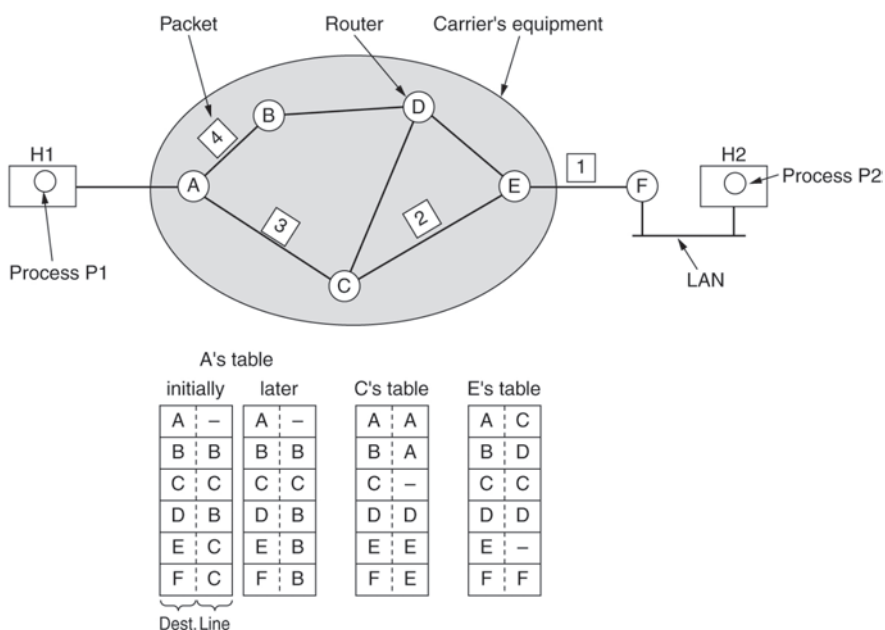 Packet Router Carrier's equipment
B D
4
H1 1 H2
A E F Process P2
3 2
Process P1 LAN
C
A's table
initially later C's table E's table
A – A – A A A C
B B B B B A B D
C C C C C – C C
D B D B D D D D
E C E B E E E –
F C F B F E F F
Dest. Line